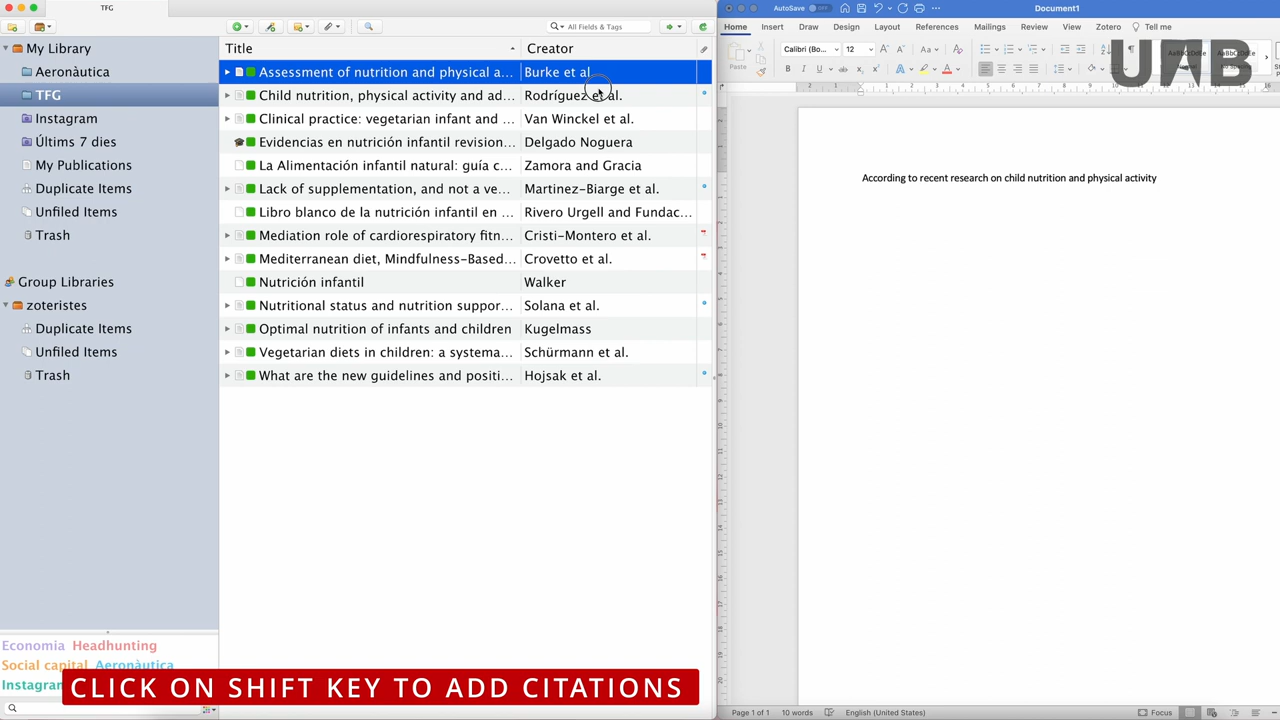 TFG
All Fields & Tags
My Library
Aeronàutica
TFG
Instagram
Últims 7 dies
My Publications
Duplicate Items
Unfiled Items
Trash
roup Libraries
zoteristes
Duplicate Items
Unfiled Items
Trash
Economia Headhunting
Social capital Aeronàutica
Title Creator
Assessment of nutrition and physical a... Burke et al.
Child nutrition, physical activity and ad... Rodríguez et al.
Clinical practice: vegetarian infant and ... Van Winckel et al.
Evidencias en nutrición infantil revision... Delgado Noguera
La alimentación infantil natural: guía c... Zamora and Gracia
Lack of supplementation, and not a ve... Martinez-Biarge et al.
Libro blanco de la nutrición infantil en ... Rivero Urgell and Fundac...
Mediation role of cardiorespiratory fitn... Cristi-Montero et al.
Mediterranean diet, Mindfulness-Based... Crovetto et al.
Nutrición infantil Walker
Nutritional status and nutrition suppor... Solana et al.
Optimal nutrition of infants and children Kugelmass
Vegetarian diets in children: a systema... Schürmann et al.
What are the new guidelines and positi... Hojsak et al.
CLICK ON SHIFT KEY TO ADD CITATIONS
AutoSave
Document1
Home Insert Draw Design Layout References Mailings Review View Zotero Tell me
Paste
Calibri (Bo... 12
UAB
According to recent research on child nutrition and physical activity
Page 1 of 1 10 words English (United States) Focus